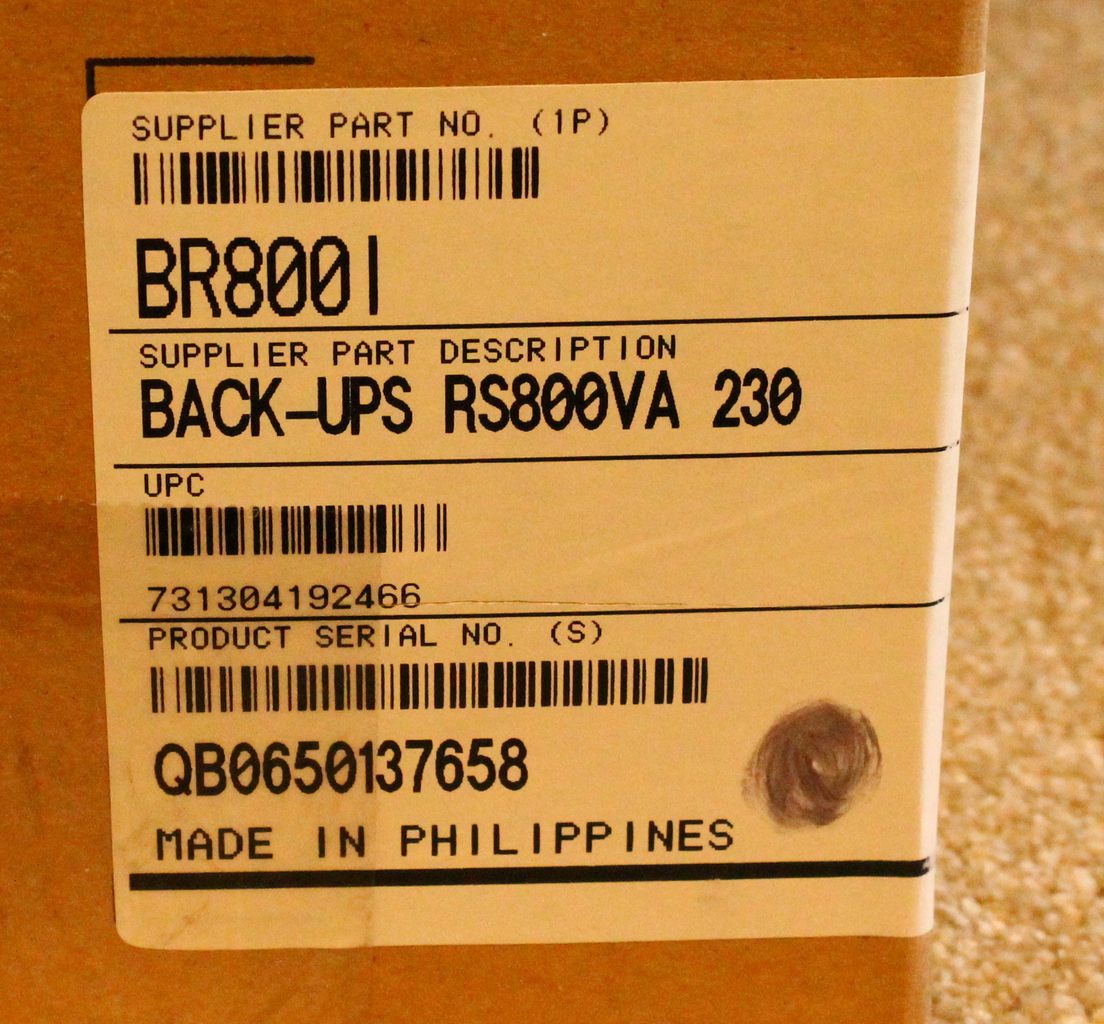 SUPPLIER PART NO. (1P)
BR800I
SUPPLIER PART DESCRIPTION
BACK-UPS RS800VA 230
UPC
731304192466
PRODUCT SERIAL NO. (S)
QB0650137658
MADE IN PHILIPPINES